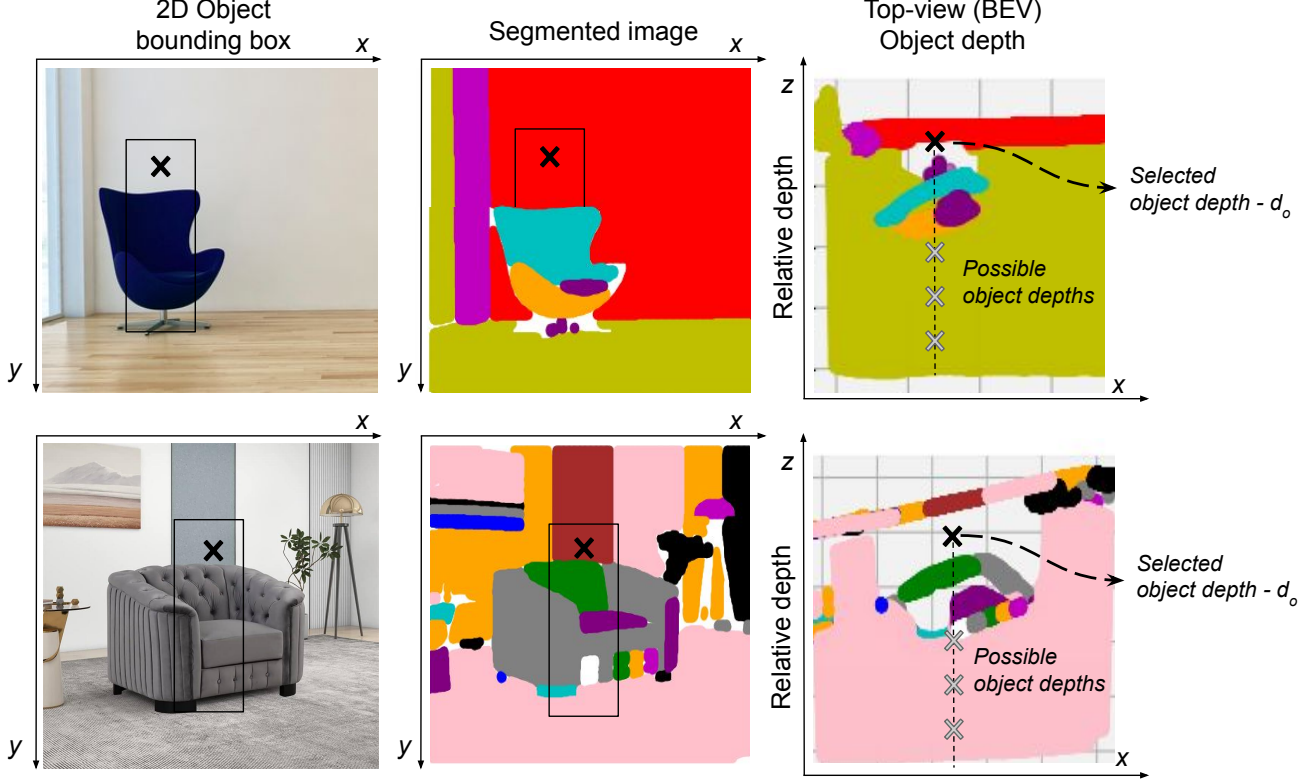 2D Object
bounding box
Segmented image
Top-view (BEV)
Object depth
x
x
z
Relative depth
Selected
object depth - dₒ
Possible
object depths
y
y
x
x
x
z
Relative depth
Selected
object depth - dₒ
Possible
object depths
y
y
x